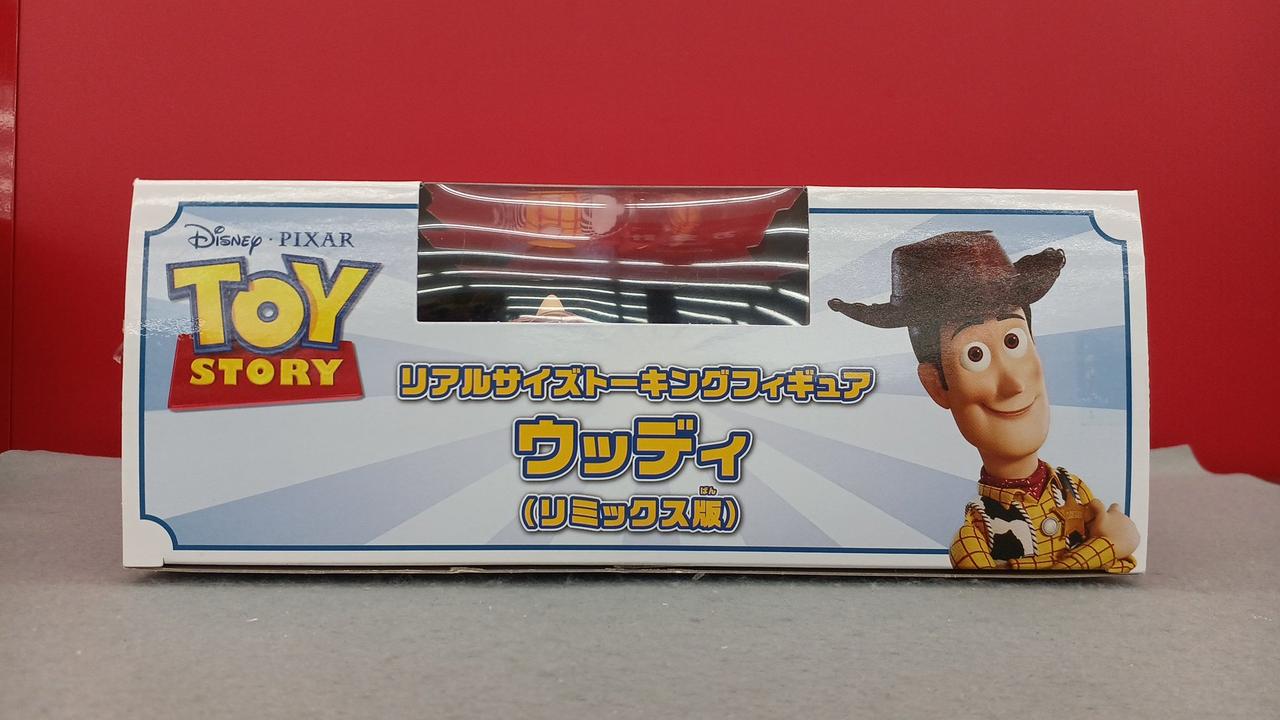 Disney · PIXAR
TOY
STORY
リアルサイズトーキングフィギュア
ウッディ
ばん
(リミックス版)